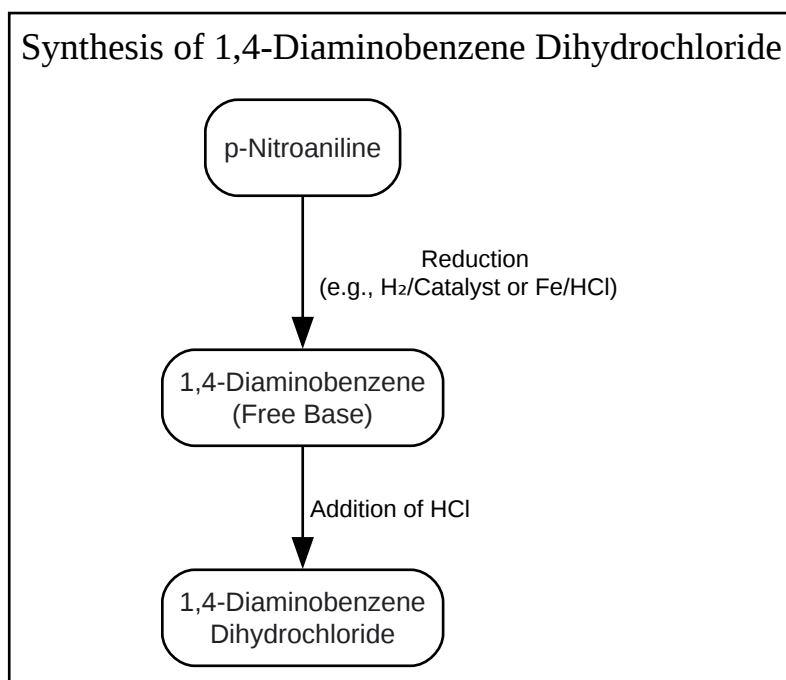 Synthesis of 1,4-Diaminobenzene Dihydrochloride
p-Nitroaniline
Reduction
(e.g., H₂/Catalyst or Fe/HCl)
1,4-Diaminobenzene
(Free Base)
Addition of HCl
1,4-Diaminobenzene
Dihydrochloride